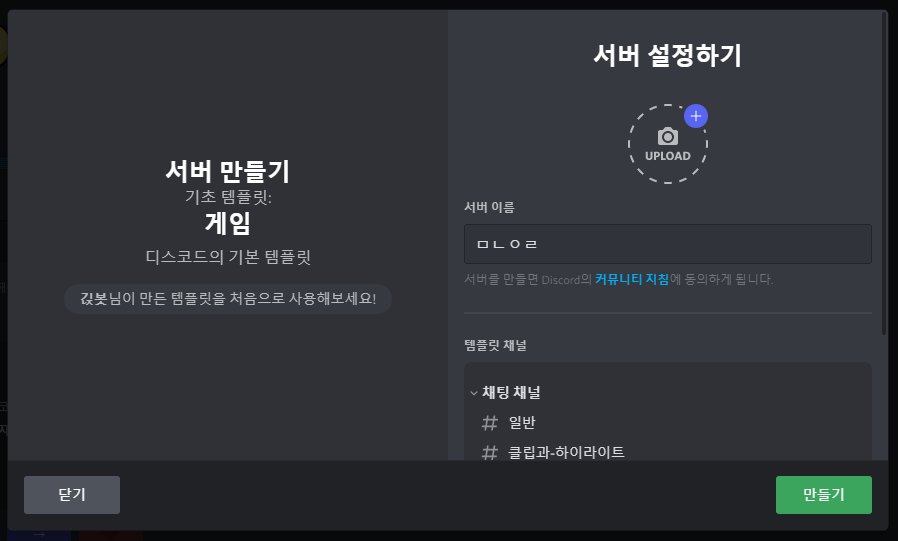 서버 만들기
기초 템플릿:
게임
디스코드의 기본 템플릿
깂봇님이 만든 템플릿을 처음으로 사용해보세요!
서버 설정하기
UPLOAD
서버 이름
ㅁㄴㅇㄹ
서버를 만들면 Discord의 커뮤니티 지침에 동의하게 됩니다.
템플릿 채널
채팅 채널
일반
클립과-하이라이트
닫기
만들기